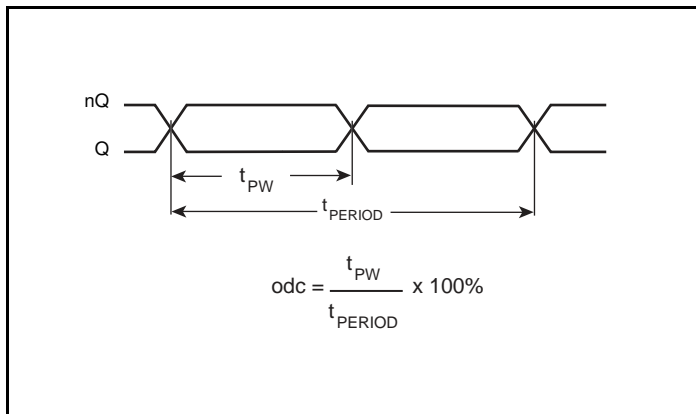 nQ
Q
tPW
tPERIOD
odc = tPW / tPERIOD x 100%